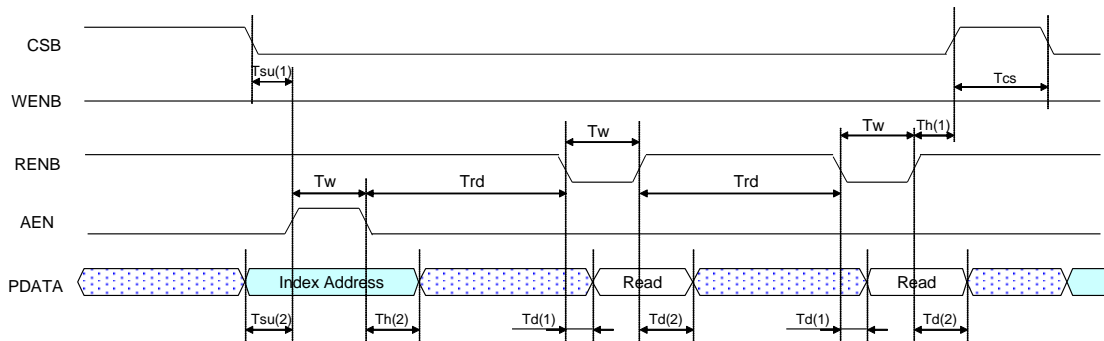 CSB
Tsu(1)
Tcs
WENB
Tw
Tw
Th(1)
RENB
Tw
Trd
Trd
AEN
PDATA
Index Address
Read
Read
Tsu(2)
Th(2)
Td(1)
Td(2)
Td(1)
Td(2)